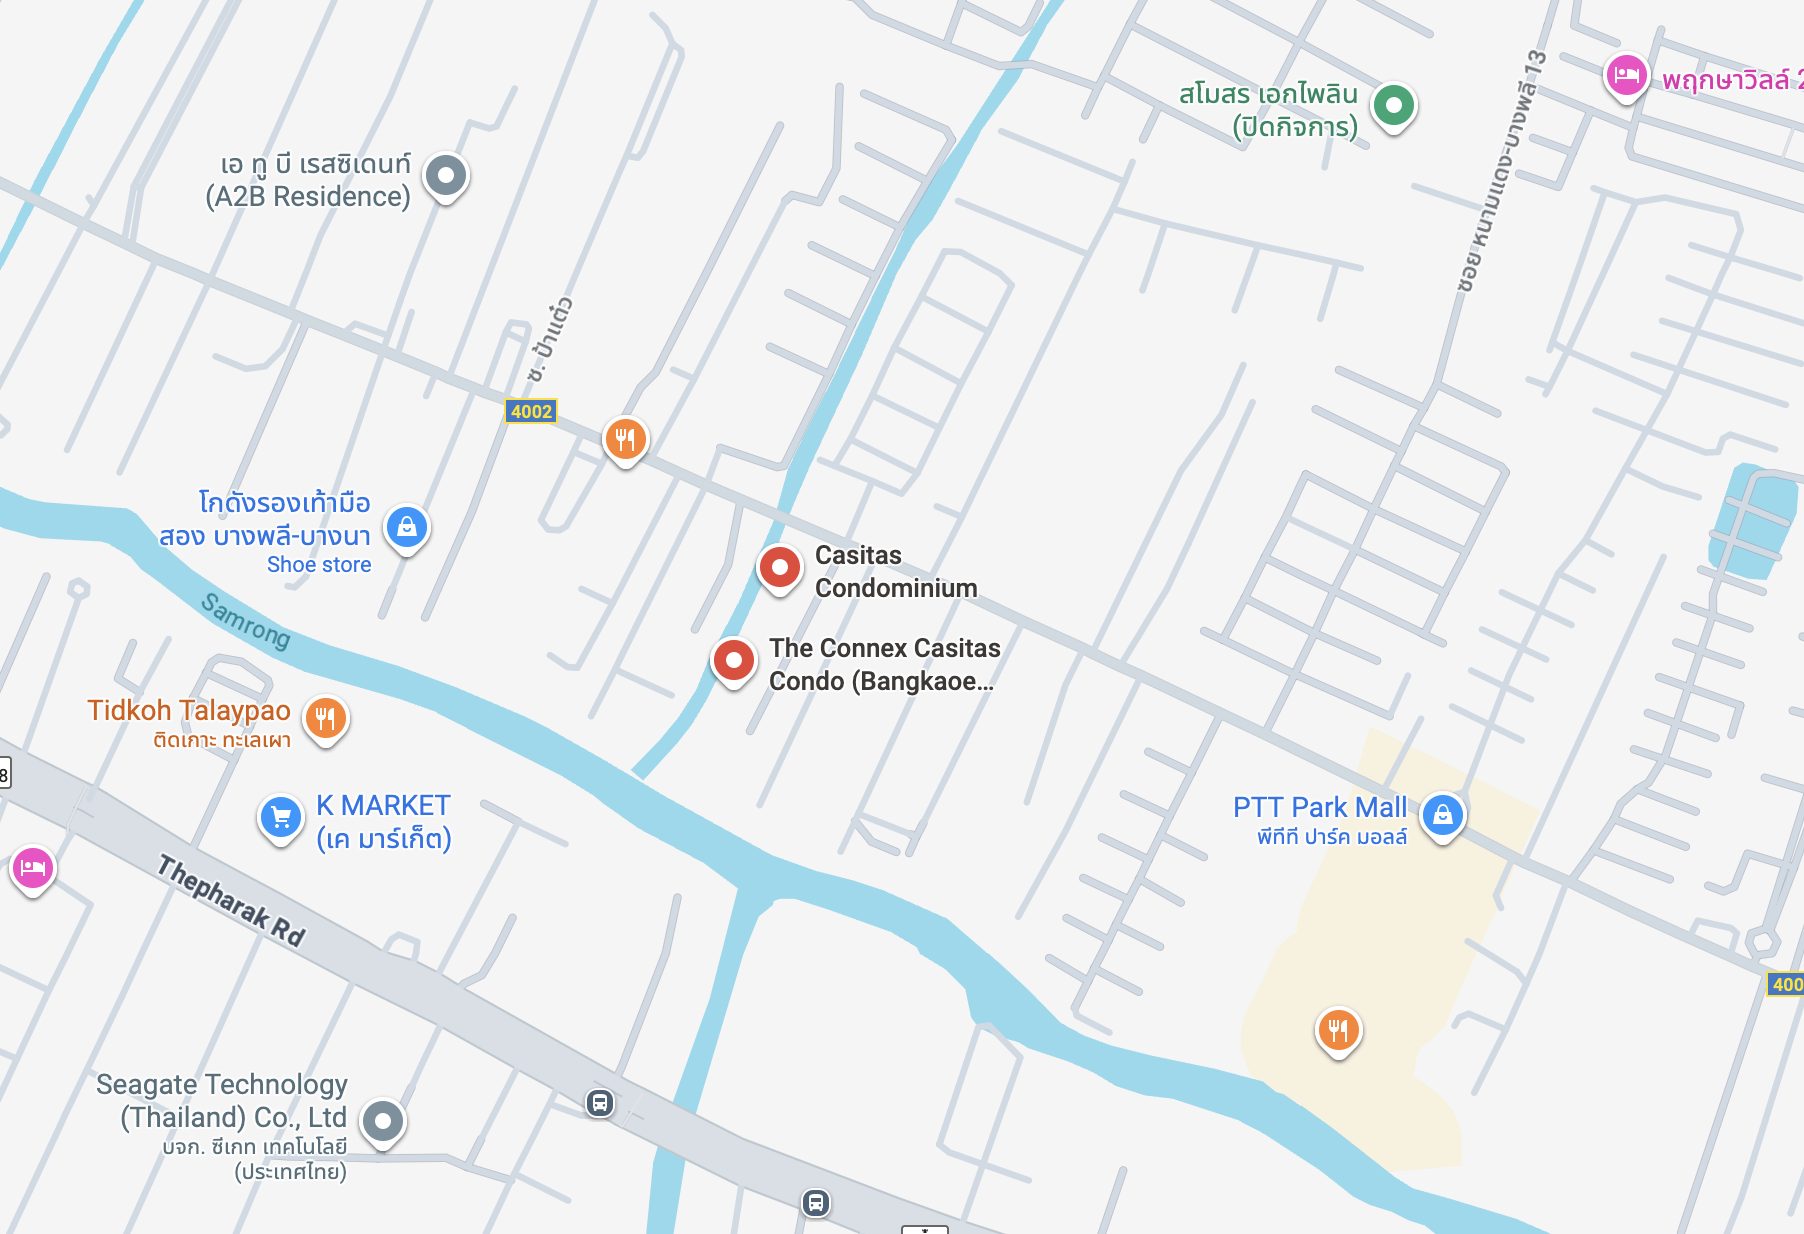 สโมสร เอกไพลิน
(ปิดกิจการ)
ซอย หนามแดง-บางพลี 13
พฤกษาวิลล์ 2
เอ ทู บี เรสซิเดนท์
(A2B Residence)
ซ. ป้าแต๋ว
4002
โกดังรองเท้ามือ
สอง บางพลี-บางนา
Shoe store
Casitas
Condominium
The Connex Casitas
Condo (Bangkaoe...
Samrong
Tidkoh Talaypao
ติดเกาะ ทะเลเผา
8
K MARKET
(เค มาร์เก็ต)
PTT Park Mall
พีทีที ปาร์ค มอลล์
Thepharak Rd
400
Seagate Technology
(Thailand) Co., Ltd
บจก. ซีเกท เทคโนโลยี
(ประเทศไทย)